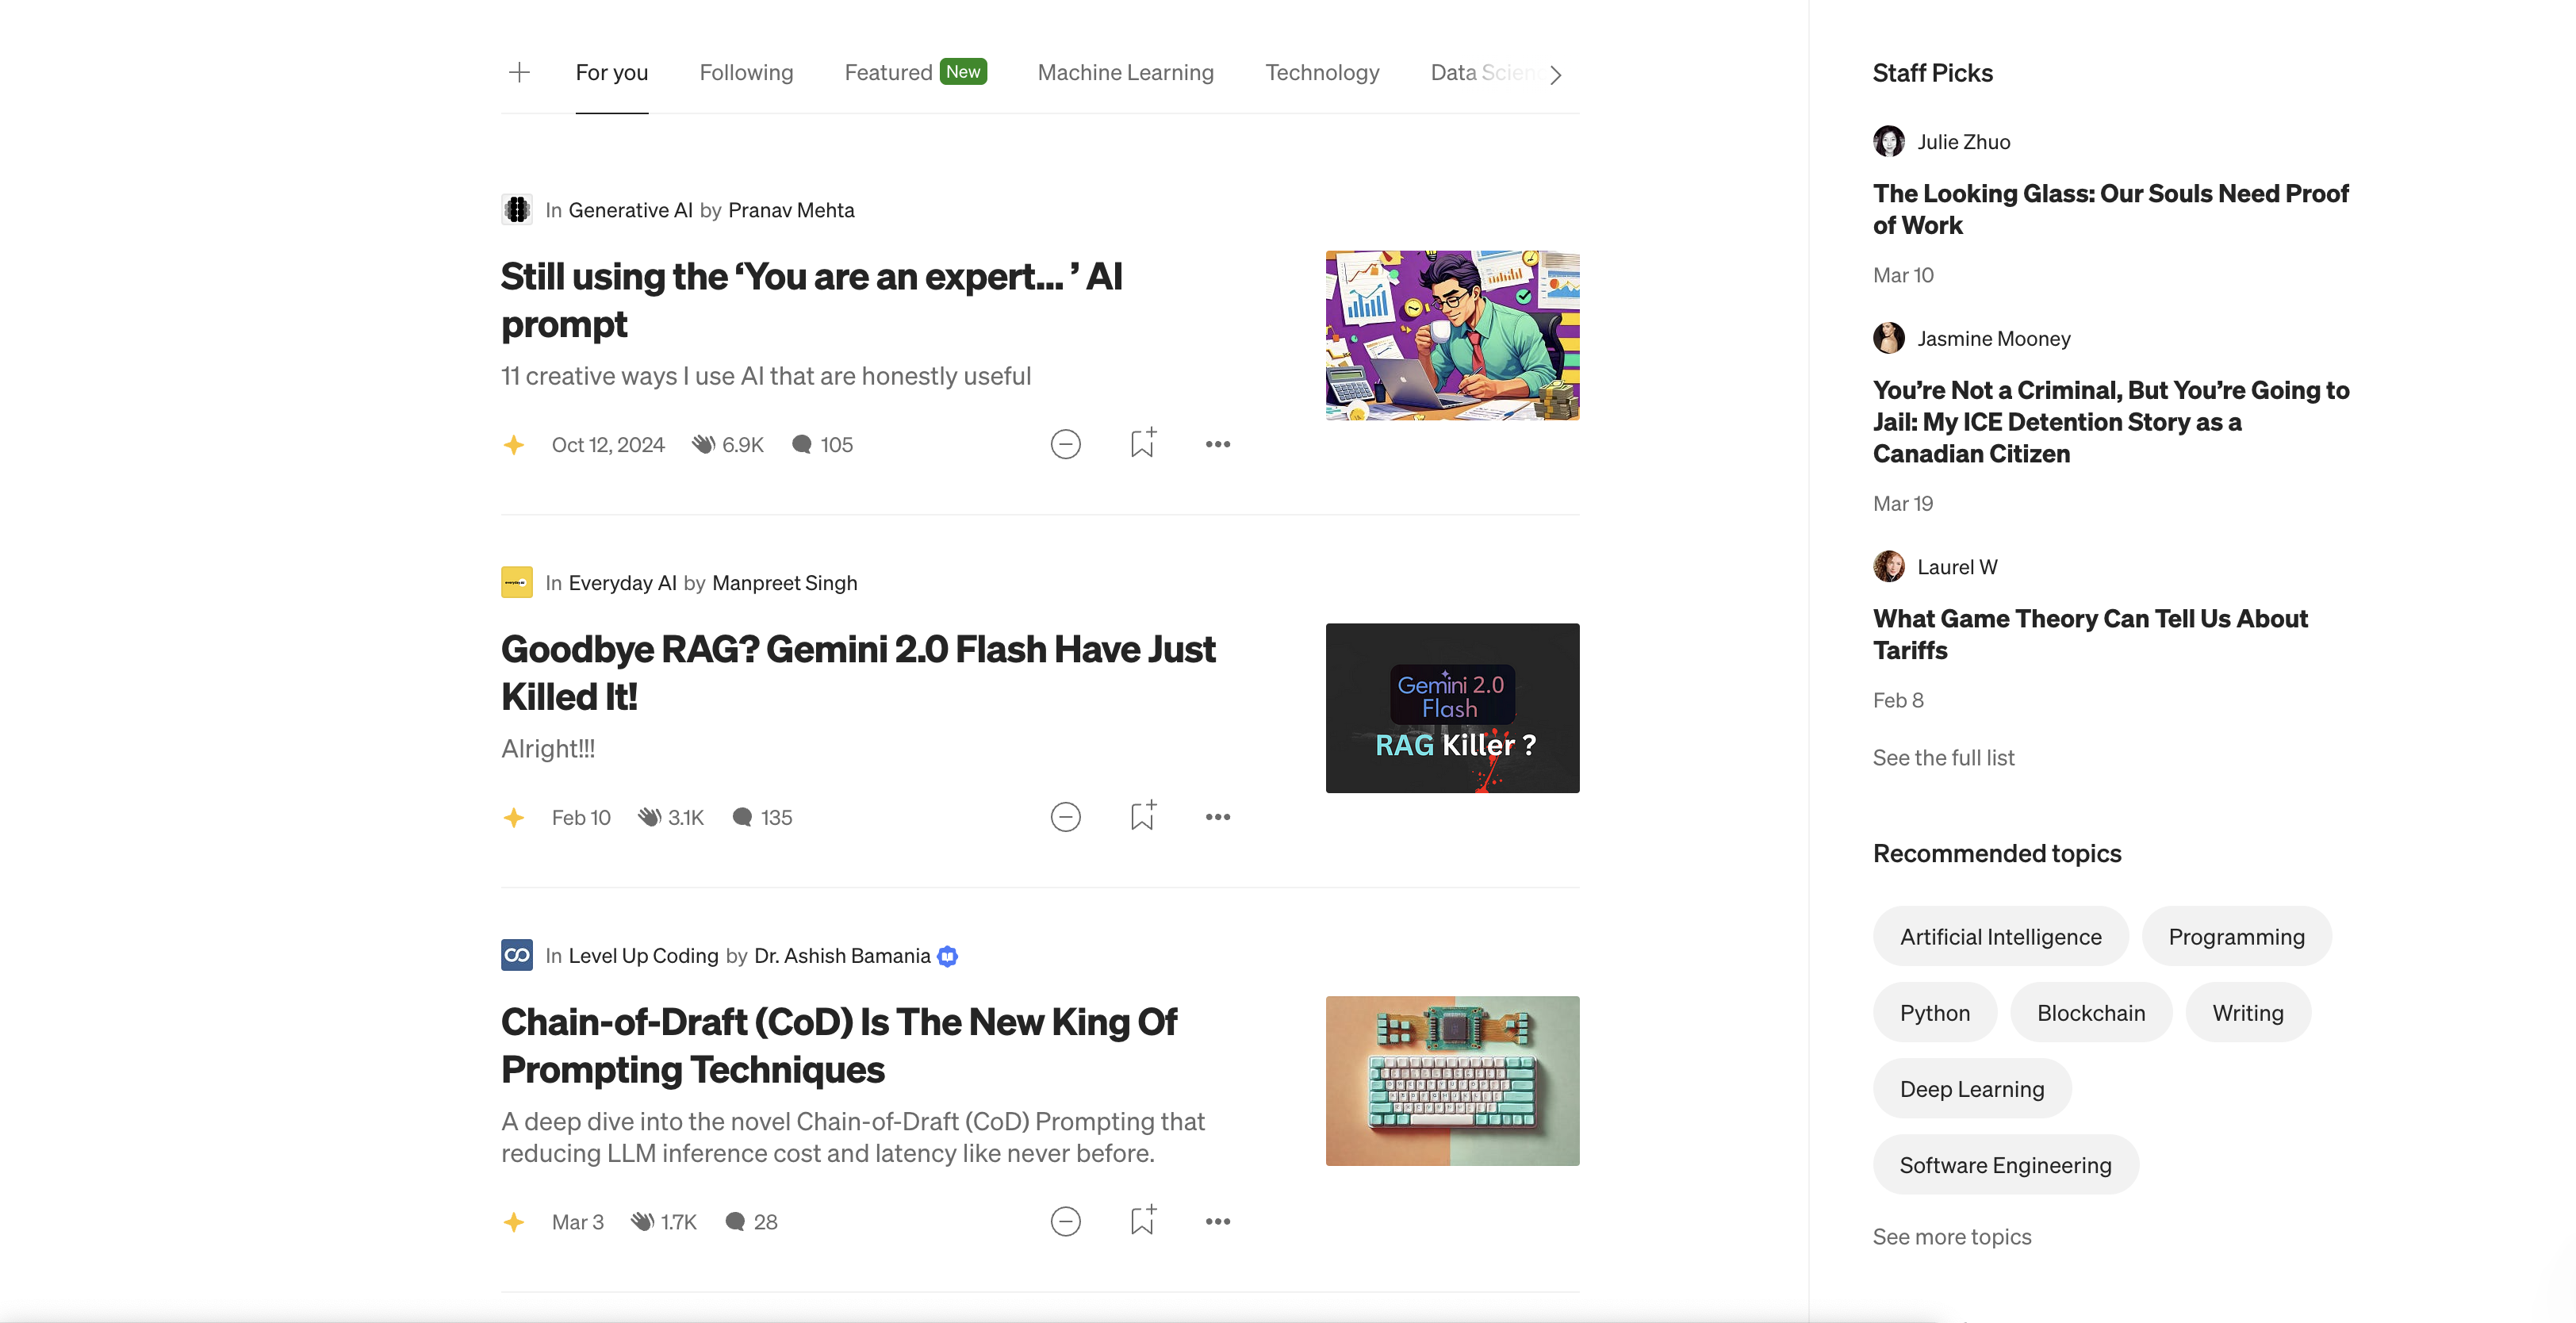 For you
Following
Featured New
Machine Learning
Technology
Data Scien
In Generative AI by Pranav Mehta
Still using the ‘You are an expert… ’ AI
prompt
11 creative ways I use AI that are honestly useful
Oct 12, 2024 6.9K 105
In Everyday AI by Manpreet Singh
Goodbye RAG? Gemini 2.0 Flash Have Just
Killed It!
Alright!!!
Feb 10 3.1K 135
Gemini 2.0
Flash
RAG Killer ?
In Level Up Coding by Dr. Ashish Bamania
Chain-of-Draft (CoD) Is The New King Of
Prompting Techniques
A deep dive into the novel Chain-of-Draft (CoD) Prompting that
reducing LLM inference cost and latency like never before.
Mar 3 1.7K 28
Staff Picks
Julie Zhuo
The Looking Glass: Our Souls Need Proof
of Work
Mar 10
Jasmine Mooney
You’re Not a Criminal, But You’re Going to
Jail: My ICE Detention Story as a
Canadian Citizen
Mar 19
Laurel W
What Game Theory Can Tell Us About
Tariffs
Feb 8
See the full list
Recommended topics
Artificial Intelligence
Programming
Python
Blockchain
Writing
Deep Learning
Software Engineering
See more topics